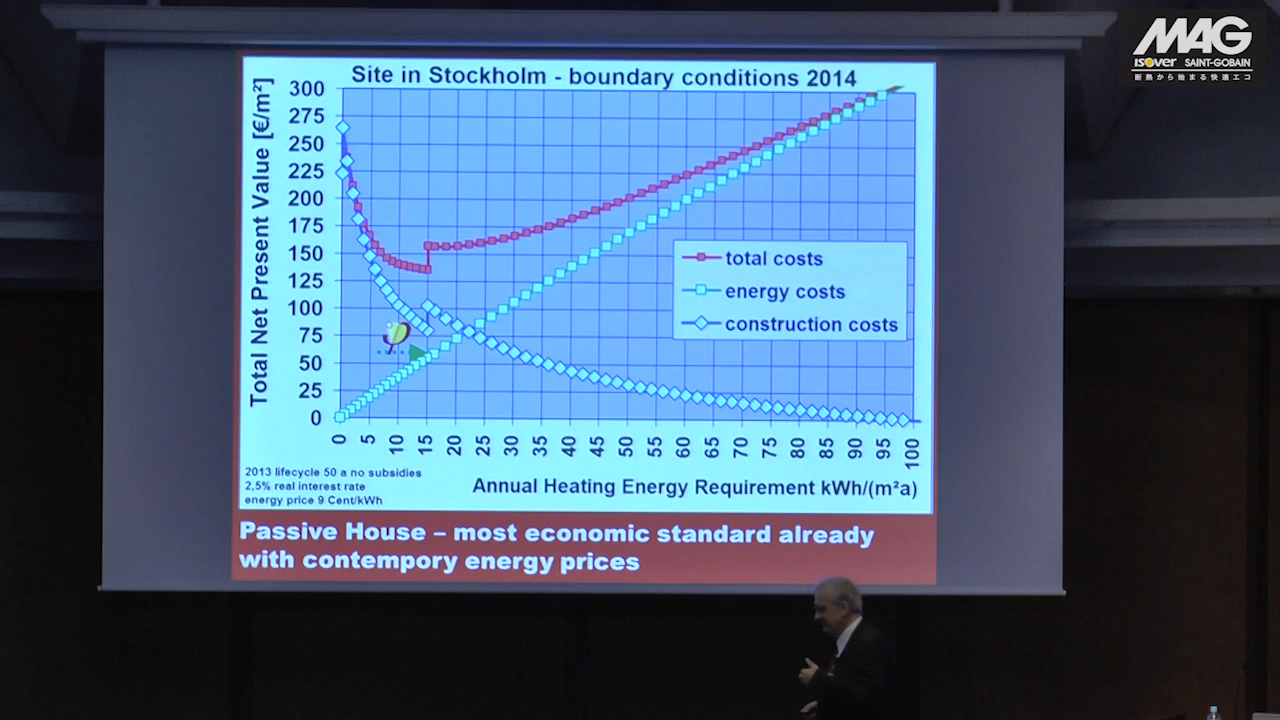 MAG
isover SAINT-GOBAIN
断熱から始まる快適エコ
Site in Stockholm - boundary conditions 2014
Total Net Present Value [€/m²]
300
275
250
225
200
175
150
125
100
75
50
25
0
total costs
energy costs
construction costs
0 5 10 15 20 25 30 35 40 45 50 55 60 65 70 75 80 85 90 95 100
Annual Heating Energy Requirement kWh/(m²a)
2013 lifecycle 50 a no subsidies
2,5% real interest rate
energy price 9 Cent/kWh
Passive House – most economic standard already
with contempory energy prices